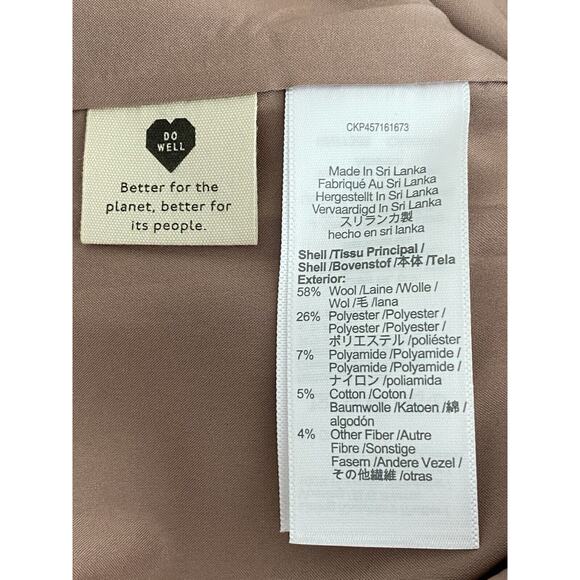 DO
WELL
Better for the
planet, better for
its people.
CKP457161673
Made In Sri Lanka
Fabriqué Au Sri Lanka
Hergestellt In Sri Lanka
Vervaardigd In Sri Lanka
スリランカ製
hecho en sri lanka
Shell /Tissu Principal /
Shell /Bovenstof /本体 /Tela
Exterior:
58% Wool /Laine /Wolle /
Wol /毛 /lana
26% Polyester /Polyester /
Polyester /Polyester /
ポリエステル /poliéster
7% Polyamide /Polyamide /
Polyamide /Polyamide /
ナイロン /poliamida
5% Cotton /Coton /
Baumwolle /Katoen /綿 /
algodón
4% Other Fiber /Autre
Fibre /Sonstige
Fasern /Andere Vezel /
その他繊維 /otras